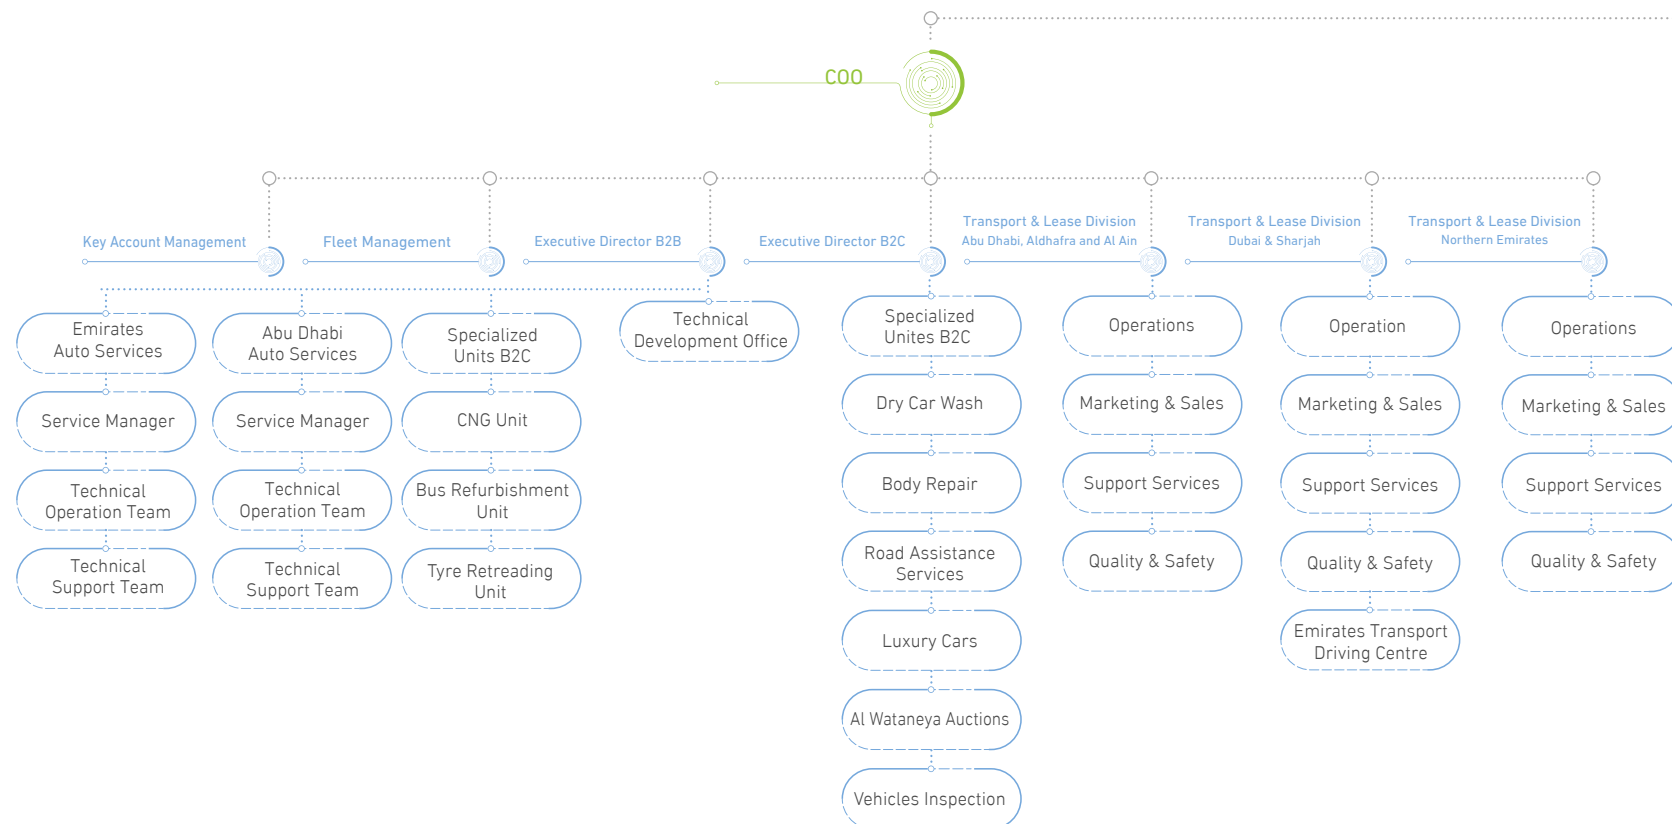 COO
Key Account Management
Fleet Management
Executive Director B2B
Executive Director B2C
Transport & Lease Division
Abu Dhabi, Aldhafra and Al Ain
Transport & Lease Division
Dubai & Sharjah
Transport & Lease Division
Northern Emirates
Emirates
Auto Services
Service Manager
Technical
Operation Team
Technical
Support Team
Abu Dhabi
Auto Services
Service Manager
Technical
Operation Team
Technical
Support Team
Specialized
Units B2C
CNG Unit
Bus Refurbishment
Unit
Tyre Retreading
Unit
Technical
Development Office
Specialized
Unites B2C
Dry Car Wash
Body Repair
Road Assistance
Services
Luxury Cars
Al Wataneya Auctions
Vehicles Inspection
Operations
Marketing & Sales
Support Services
Quality & Safety
Operation
Marketing & Sales
Support Services
Quality & Safety
Emirates Transport
Driving Centre
Operations
Marketing & Sales
Support Services
Quality & Safety